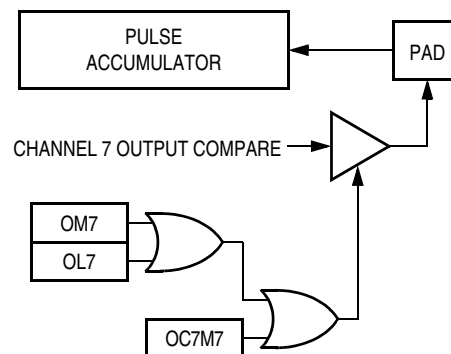 PULSE
ACCUMULATOR
PAD
CHANNEL 7 OUTPUT COMPARE
OM7
OL7
OC7M7